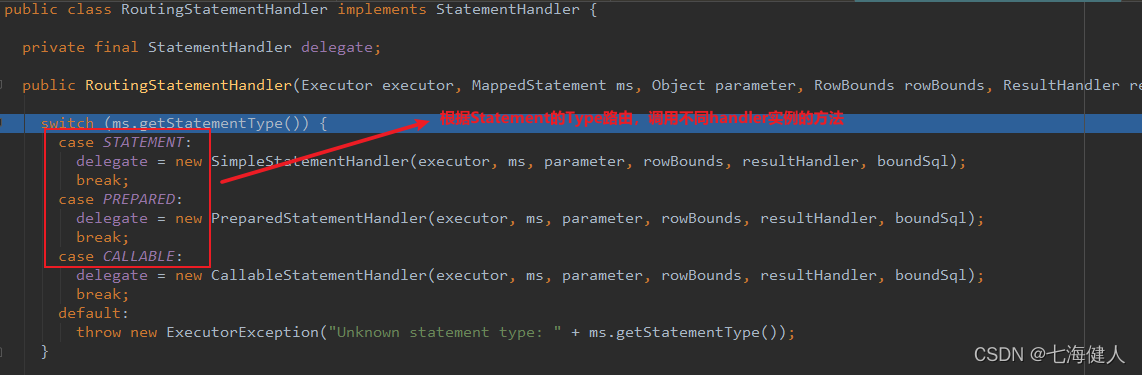 public class RoutingStatementHandler implements StatementHandler {
private final StatementHandler delegate;
public RoutingStatementHandler(Executor executor, MappedStatement ms, Object parameter, RowBounds rowBounds, ResultHandler re
switch (ms.getStatementType()) {
根据Statement的Type路由，调用不同handler实例的方法
case STATEMENT:
delegate = new SimpleStatementHandler(executor, ms, parameter, rowBounds, resultHandler, boundSql);
break;
case PREPARED:
delegate = new PreparedStatementHandler(executor, ms, parameter, rowBounds, resultHandler, boundSql);
break;
case CALLABLE:
delegate = new CallableStatementHandler(executor, ms, parameter, rowBounds, resultHandler, boundSql);
break;
default:
throw new ExecutorException("Unknown statement type: " + ms.getStatementType());
}
CSDN @七海健人